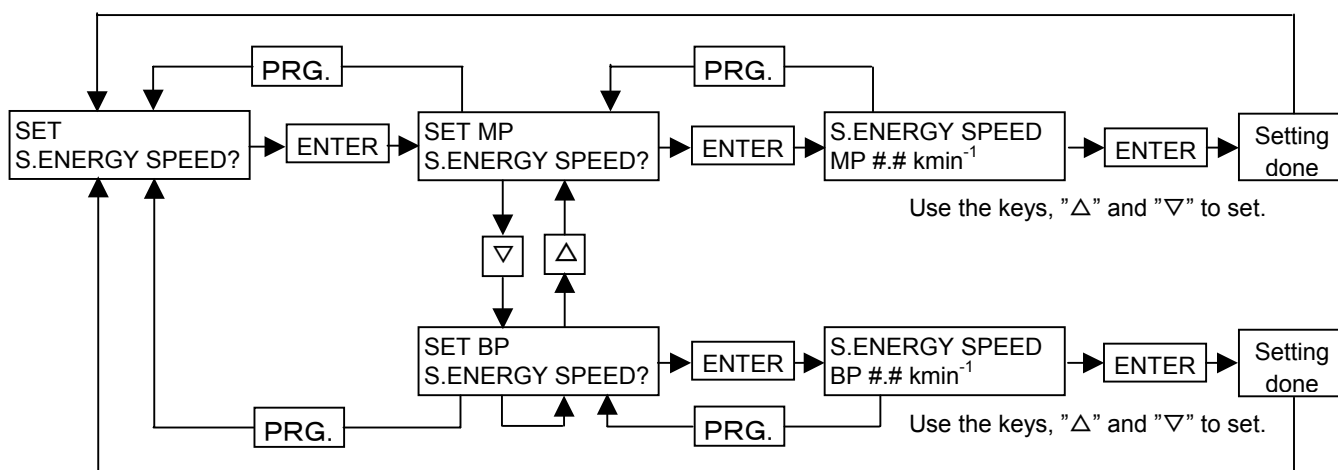 PRG.
PRG.
SET
S.ENERGY SPEED?
ENTER
SET MP
S.ENERGY SPEED?
ENTER
S.ENERGY SPEED
MP #.# kmin⁻¹
ENTER
Setting
done
Use the keys, ”△” and ”▽” to set.
▽
△
SET BP
S.ENERGY SPEED?
ENTER
S.ENERGY SPEED
BP #.# kmin⁻¹
ENTER
Setting
done
PRG.
PRG.
Use the keys, ”△” and ”▽” to set.